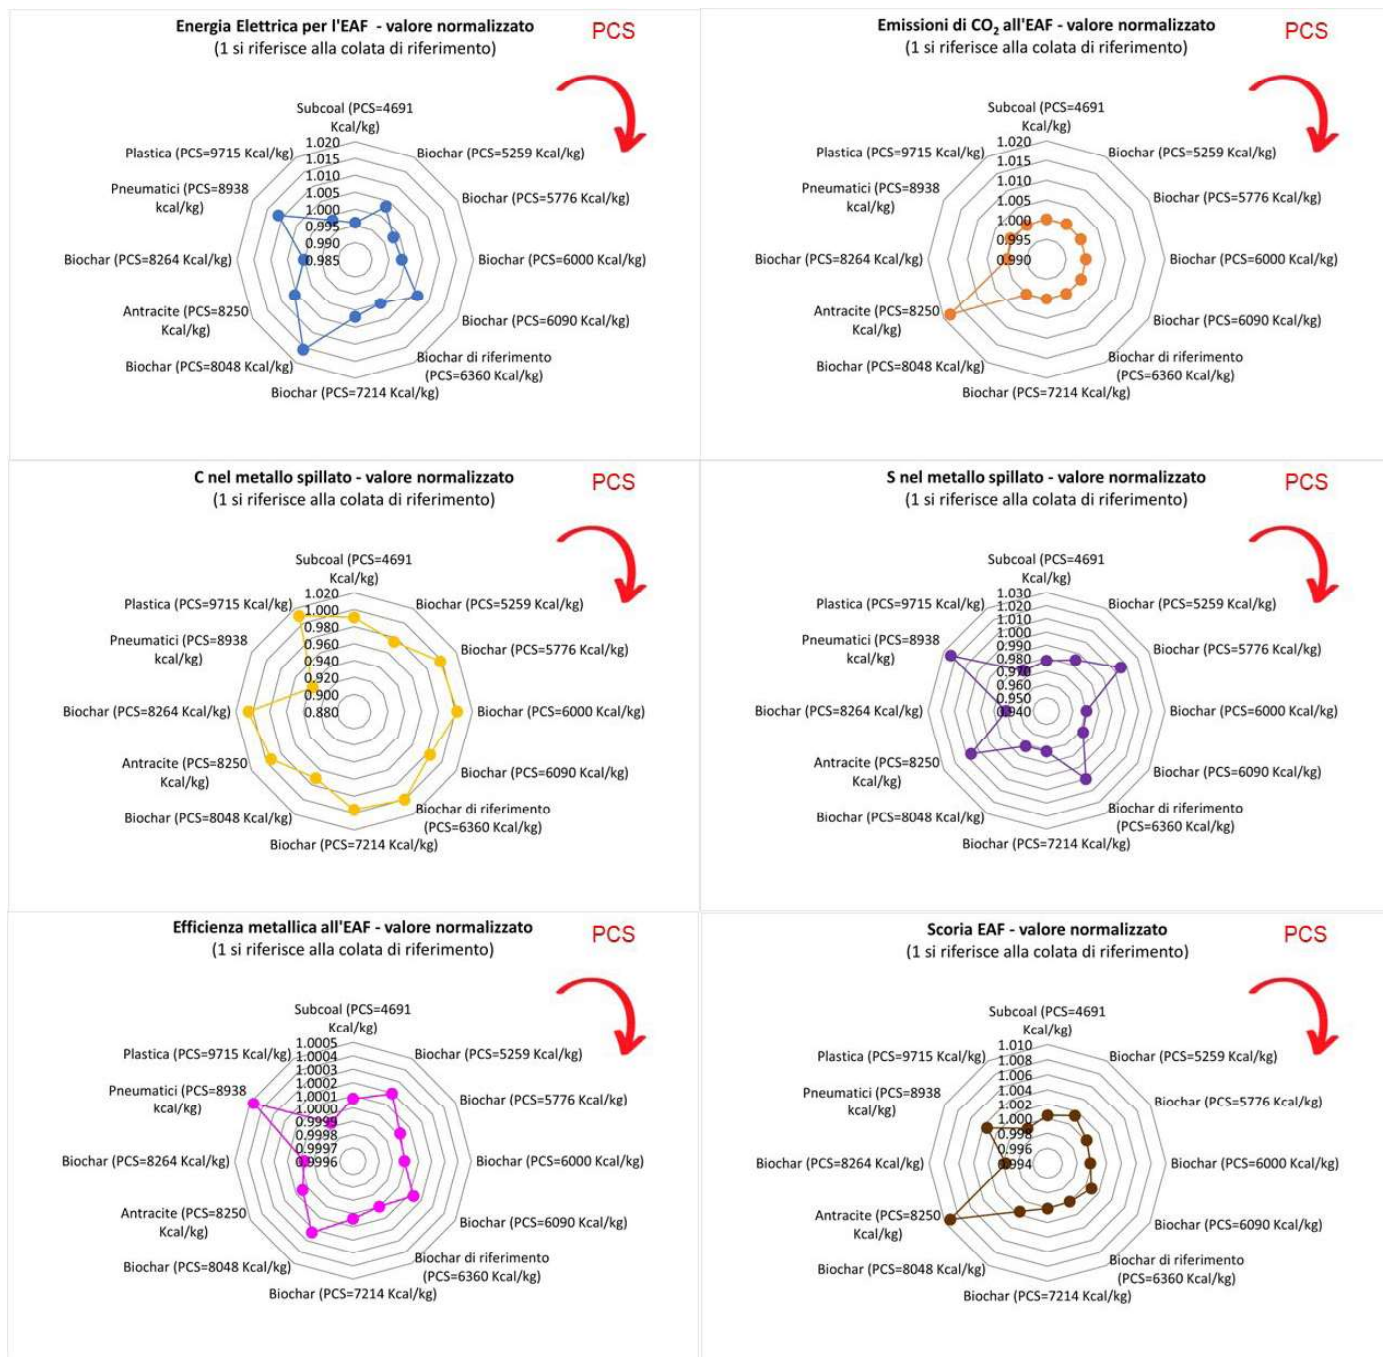 Energia Elettrica per l'EAF - valore normalizzato
(1 si riferisce alla colata di riferimento)
PCS
Subcoal (PCS=4691
Kcal/kg)
Plastica (PCS=9715 Kcal/kg)
Biochar (PCS=5259 Kcal/kg)
Pneumatici (PCS=8938
kcal/kg)
Biochar (PCS=5776 Kcal/kg)
Biochar (PCS=8264 Kcal/kg)
Biochar (PCS=6000 Kcal/kg)
Antracite (PCS=8250
Kcal/kg)
Biochar (PCS=6090 Kcal/kg)
Biochar (PCS=8048 Kcal/kg)
Biochar di riferimento
(PCS=6360 Kcal/kg)
Biochar (PCS=7214 Kcal/kg)
1.020
1.015
1.010
1.005
1.000
0.995
0.990
0.985
Emissioni di CO₂ all'EAF - valore normalizzato
(1 si riferisce alla colata di riferimento)
PCS
Subcoal (PCS=4691
Kcal/kg)
Plastica (PCS=9715 Kcal/kg)
Biochar (PCS=5259 Kcal/kg)
Pneumatici (PCS=8938
kcal/kg)
Biochar (PCS=5776 Kcal/kg)
Biochar (PCS=8264 Kcal/kg)
Biochar (PCS=6000 Kcal/kg)
Antracite (PCS=8250
Kcal/kg)
Biochar (PCS=6090 Kcal/kg)
Biochar (PCS=8048 Kcal/kg)
Biochar di riferimento
(PCS=6360 Kcal/kg)
Biochar (PCS=7214 Kcal/kg)
1.020
1.015
1.010
1.005
1.000
0.995
0.990
C nel metallo spillato - valore normalizzato
(1 si riferisce alla colata di riferimento)
PCS
Subcoal (PCS=4691
Kcal/kg)
Plastica (PCS=9715 Kcal/kg)
Biochar (PCS=5259 Kcal/kg)
Pneumatici (PCS=8938
kcal/kg)
Biochar (PCS=5776 Kcal/kg)
Biochar (PCS=8264 Kcal/kg)
Biochar (PCS=6000 Kcal/kg)
Antracite (PCS=8250
Kcal/kg)
Biochar (PCS=6090 Kcal/kg)
Biochar (PCS=8048 Kcal/kg)
Biochar di riferimento
(PCS=6360 Kcal/kg)
Biochar (PCS=7214 Kcal/kg)
1.020
1.000
0.980
0.960
0.940
0.920
0.900
0.880
S nel metallo spillato - valore normalizzato
(1 si riferisce alla colata di riferimento)
PCS
Subcoal (PCS=4691
Kcal/kg)
Plastica (PCS=9715 Kcal/kg)
Biochar (PCS=5259 Kcal/kg)
Pneumatici (PCS=8938
kcal/kg)
Biochar (PCS=5776 Kcal/kg)
Biochar (PCS=8264 Kcal/kg)
Biochar (PCS=6000 Kcal/kg)
Antracite (PCS=8250
Kcal/kg)
Biochar (PCS=6090 Kcal/kg)
Biochar (PCS=8048 Kcal/kg)
Biochar di riferimento
(PCS=6360 Kcal/kg)
Biochar (PCS=7214 Kcal/kg)
1.030
1.020
1.010
1.000
0.990
0.980
0.970
0.960
0.950
0.940
Efficienza metallica all'EAF - valore normalizzato
(1 si riferisce alla colata di riferimento)
PCS
Subcoal (PCS=4691
Kcal/kg)
Plastica (PCS=9715 Kcal/kg)
Biochar (PCS=5259 Kcal/kg)
Pneumatici (PCS=8938
kcal/kg)
Biochar (PCS=5776 Kcal/kg)
Biochar (PCS=8264 Kcal/kg)
Biochar (PCS=6000 Kcal/kg)
Antracite (PCS=8250
Kcal/kg)
Biochar (PCS=6090 Kcal/kg)
Biochar (PCS=8048 Kcal/kg)
Biochar di riferimento
(PCS=6360 Kcal/kg)
Biochar (PCS=7214 Kcal/kg)
1.0005
1.0004
1.0003
1.0002
1.0001
1.0000
0.9999
0.9998
0.9997
0.9996
Scoria EAF - valore normalizzato
(1 si riferisce alla colata di riferimento)
PCS
Subcoal (PCS=4691
Kcal/kg)
Plastica (PCS=9715 Kcal/kg)
Biochar (PCS=5259 Kcal/kg)
Pneumatici (PCS=8938
kcal/kg)
Biochar (PCS=5776 Kcal/kg)
Biochar (PCS=8264 Kcal/kg)
Biochar (PCS=6000 Kcal/kg)
Antracite (PCS=8250
Kcal/kg)
Biochar (PCS=6090 Kcal/kg)
Biochar (PCS=8048 Kcal/kg)
Biochar di riferimento
(PCS=6360 Kcal/kg)
Biochar (PCS=7214 Kcal/kg)
1.010
1.008
1.006
1.004
1.002
1.000
0.998
0.996
0.994